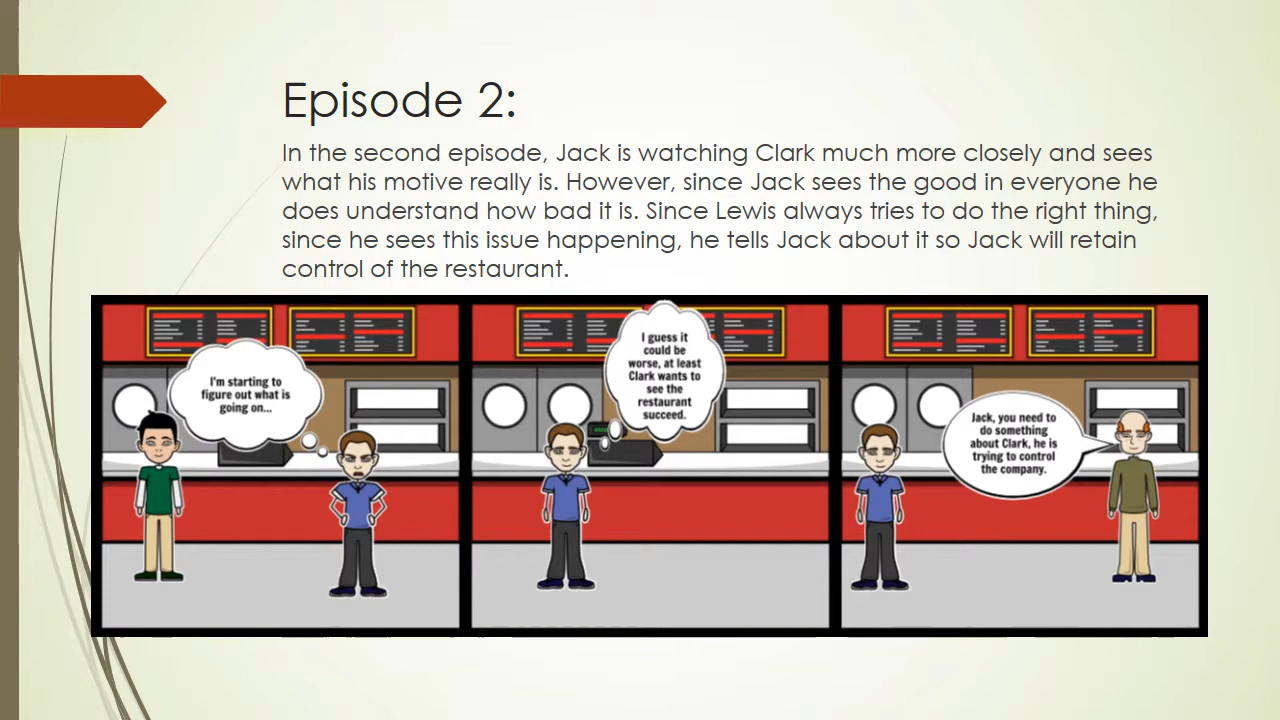 Episode 2:
In the second episode, Jack is watching Clark much more closely and sees
what his motive really is. However, since Jack sees the good in everyone he
does understand how bad it is. Since Lewis always tries to do the right thing,
since he sees this issue happening, he tells Jack about it so Jack will retain
control of the restaurant.
I'm starting to
figure out what is
going on...
I guess it
could be
worse, at least
Clark wants to
see the
restaurant
succeed.
Jack, you need to
do something
about Clark, he is
trying to control
the company.